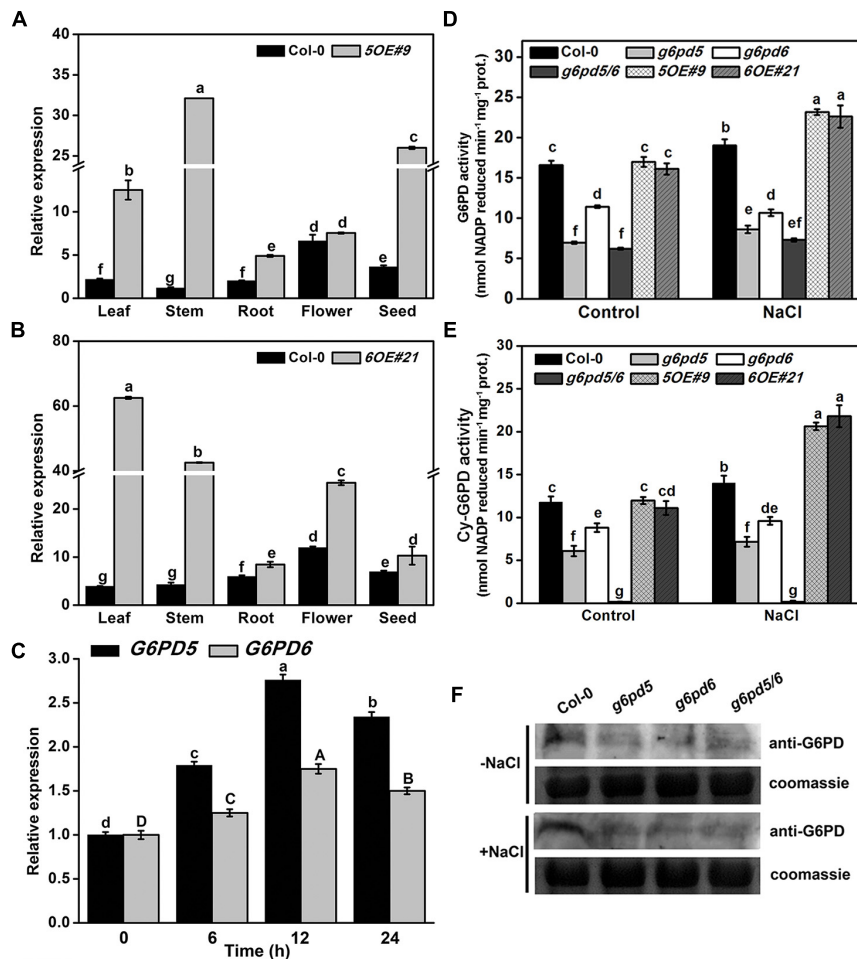 A
Col-0 5OE#9
Relative expression
40
35
30
25
10
5
0
b
a
c
d d
e
e
f
g
f
Leaf Stem Root Flower Seed
B
Col-0 6OE#21
Relative expression
80
60
40
20
10
0
a
b
c
d
d
e
e
f
g
g
Leaf Stem Root Flower Seed
C
G6PD5 G6PD6
Relative expression
3.0
2.5
2.0
1.5
1.0
0.5
0.0
d D
c C
a A
b B
0 6 12 24
Time (h)
D
Col-0 g6pd5 g6pd6
g6pd5/6 5OE#9 6OE#21
G6PD activity
(nmol NADP reduced min-1 mg-1 prot.)
30
25
20
15
10
5
0
c f d f c c
b e d ef a a
Control NaCl
E
Col-0 g6pd5 g6pd6
g6pd5/6 5OE#9 6OE#21
Cy-G6PD activity
(nmol NADP reduced min-1 mg-1 prot.)
30
25
20
15
10
5
0
c f e g c cd
b f de g a a
Control NaCl
F
Col-0 g6pd5 g6pd6 g6pd5/6
-NaCl
anti-G6PD
coomassie
+NaCl
anti-G6PD
coomassie